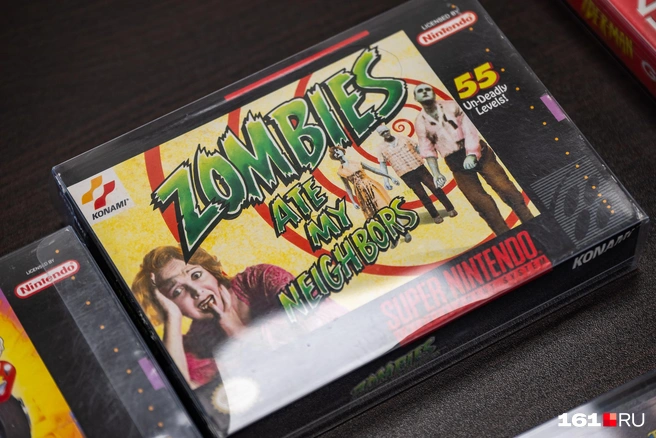 LICENSED BY
Nintendo
55
Un-Deadly
Levels!
ZOMBIES
ATE
MY
NEIGHBORS
KONAMI
SUPER NINTENDO
KONAMI
ZOMBIES
LICENSED BY
Nintendo
161.RU